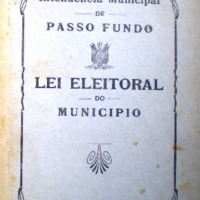 Intendencia Municipal
DE
PASSO FUNDO
LEI ELEITORAL
DO
MUNICIPIO